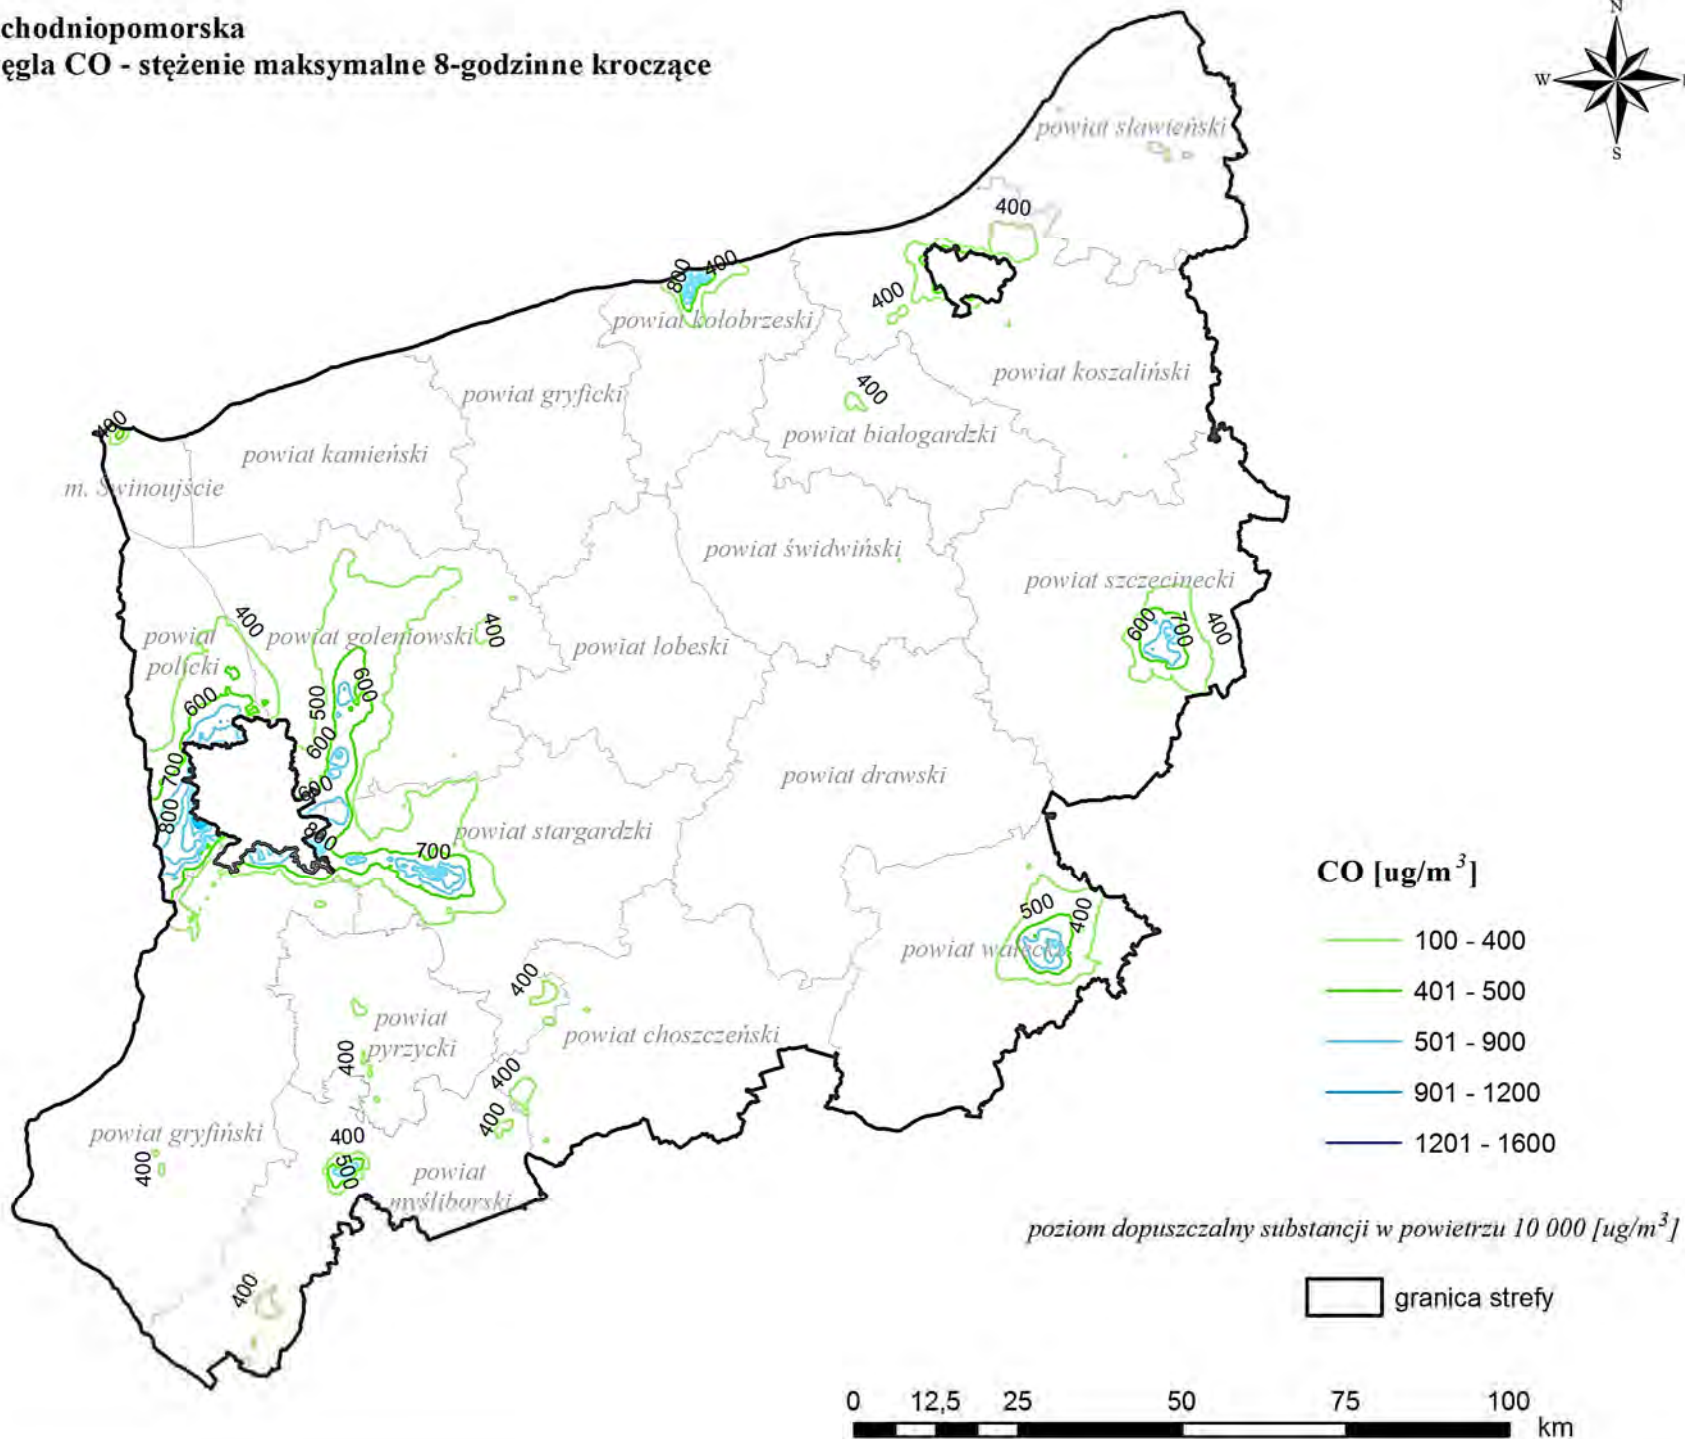 chodniopomorska
ęgla CO - stężenie maksymalne 8-godzinne kroczące
N
W
S
powiat sławieński
400
800
400
400
powiat kołobrzeski
powiat koszaliński
powiat gryficki
400
powiat białogardzki
400
powiat kamieński
m. Świnoujście
powiat świdwiński
powiat szczecinecki
400
powiat
policki
powiat goleniowski
400
powiat łobeski
600
700
400
600
500
600
600
700
600
800
800
700
powiat stargardzki
powiat drawski
500
400
powiat wałecki
400
powiat
pyrzycki
400
powiat choszczeński
400
400
powiat gryfiński
400
400
500
powiat
myśliborski
400
CO [ug/m³]
100 - 400
401 - 500
501 - 900
901 - 1200
1201 - 1600
poziom dopuszczalny substancji w powietrzu 10 000 [ug/m³]
granica strefy
0 12,5 25 50 75 100
km